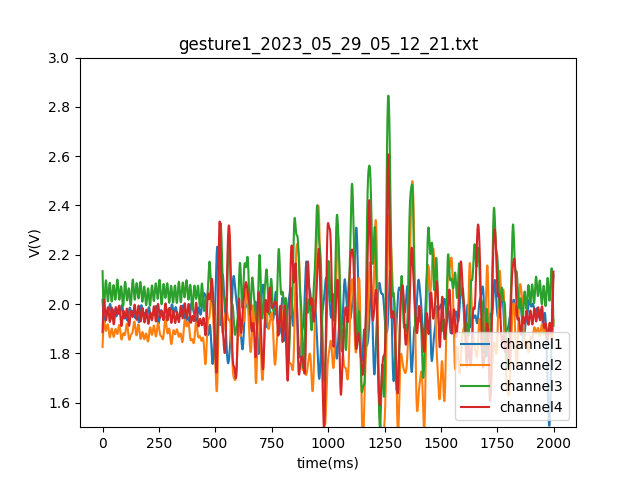 gesture1_2023_05_29_05_12_21.txt
3.0
2.8
2.6
2.4
2.2
2.0
1.8
1.6
V(V)
channel1
channel2
channel3
channel4
0 250 500 750 1000 1250 1500 1750 2000
time(ms)